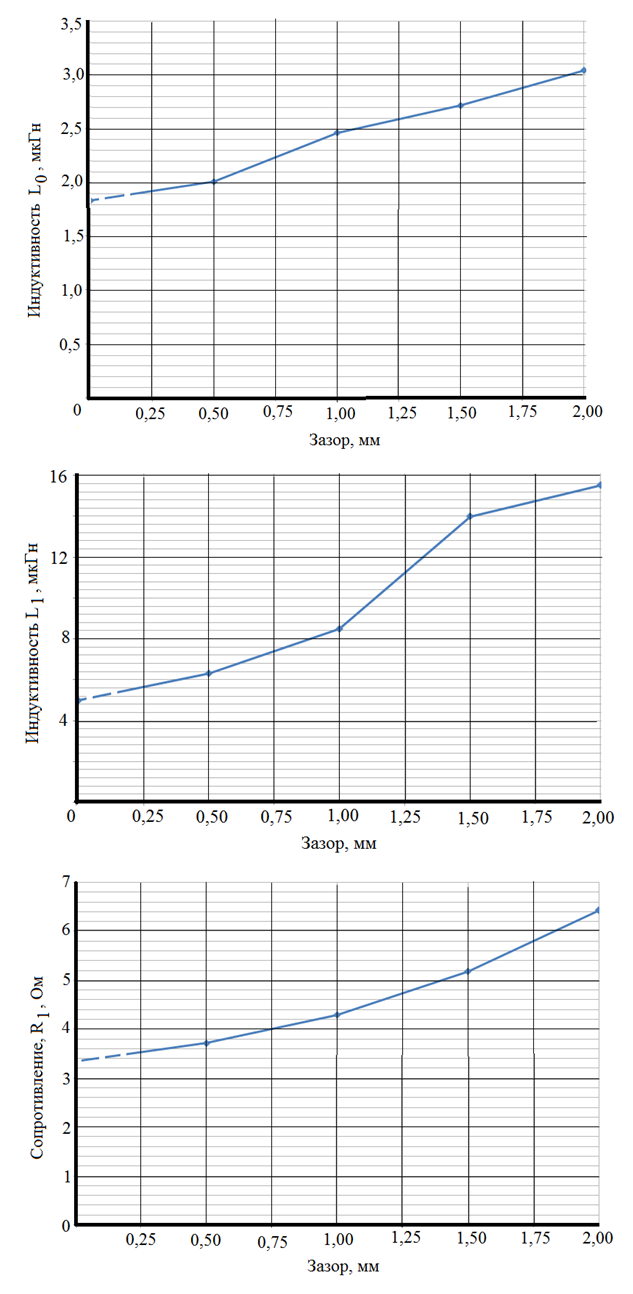 3,5
3,0
2,5
2,0
1,5
1,0
0,5
0
Индуктивность L0 , мкГн
0,25 0,50 0,75 1,00 1,25 1,50 1,75 2,00
Зазор, мм
16
12
8
4
Индуктивность L1 , мкГн
0 0,25 0,50 0,75 1,00 1,25 1,50 1,75 2,00
Зазор, мм
7
6
5
4
3
2
1
0
Сопротивление, R1 , Ом
0,25 0,50 0,75 1,00 1,25 1,50 1,75 2,00
Зазор, мм